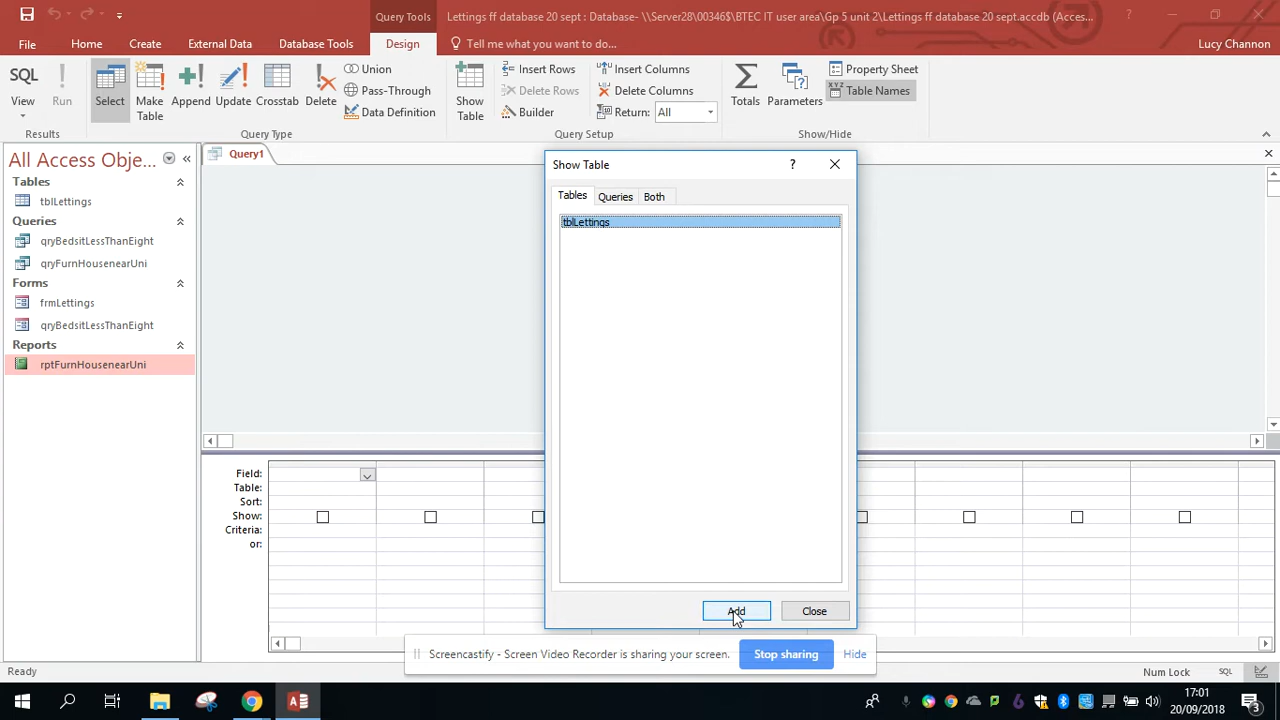 Query Tools
Lettings ff database 20 sept : Database- \\Server28\00346$\BTEC IT user area\Gp 5 unit 2\Lettings ff database 20 sept.accdb (Acces...
File Home Create External Data Database Tools Design Tell me what you want to do... Lucy Channon
SQL
View
Run
Results
Select
Make Table
Append
Update
Crosstab
Delete
Union
Pass-Through
Data Definition
Query Type
Show Table
Insert Rows
Delete Rows
Builder
Insert Columns
Delete Columns
Return: All
Query Setup
Totals
Parameters
Property Sheet
Table Names
Show/Hide
All Access Obje...
Tables
tblLettings
Queries
qryBedsitLessThanEight
qryFurnHousenearUni
Forms
frmLettings
qryBedsitLessThanEight
Reports
rptFurnHousenearUni
Query1
Show Table ?
Tables Queries Both
tblLettings
Add Close
Field:
Table:
Sort:
Show:
Criteria:
or:
Screencastify - Screen Video Recorder is sharing your screen. Stop sharing Hide
Ready Num Lock SQL
17:01
20/09/2018
3